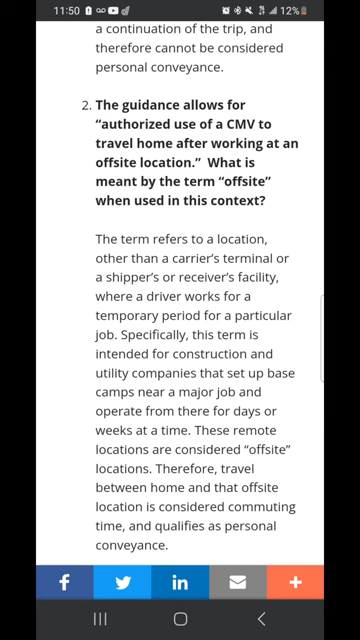 11:50
12%
a continuation of the trip, and
therefore cannot be considered
personal conveyance.
2. The guidance allows for
“authorized use of a CMV to
travel home after working at an
offsite location.”  What is
meant by the term “offsite”
when used in this context?
The term refers to a location,
other than a carrier’s terminal or
a shipper’s or receiver’s facility,
where a driver works for a
temporary period for a particular
job. Specifically, this term is
intended for construction and
utility companies that set up base
camps near a major job and
operate from there for days or
weeks at a time. These remote
locations are considered “offsite”
locations. Therefore, travel
between home and that offsite
location is considered commuting
time, and qualifies as personal
conveyance.